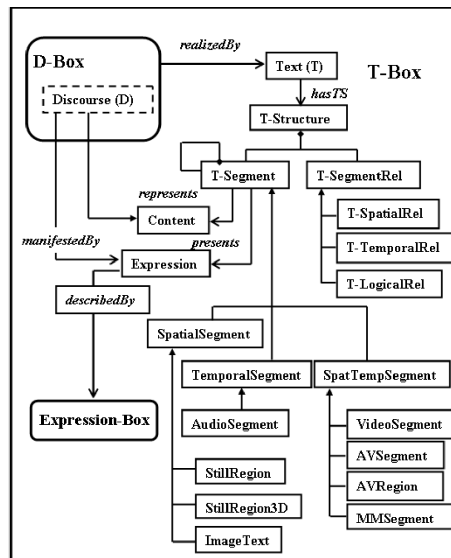 realizedBy
D-Box
Text (T)
T-Box
Discourse (D)
hasTS
T-Structure
T-Segment
T-SegmentRel
represents
T-SpatialRel
Content
manifestedBy
presents
T-TemporalRel
Expression
T-LogicalRel
describedBy
SpatialSegment
TemporalSegment
SpatTempSegment
Expression-Box
AudioSegment
VideoSegment
AVSegment
StillRegion
AVRegion
StillRegion3D
MMSegment
ImageText